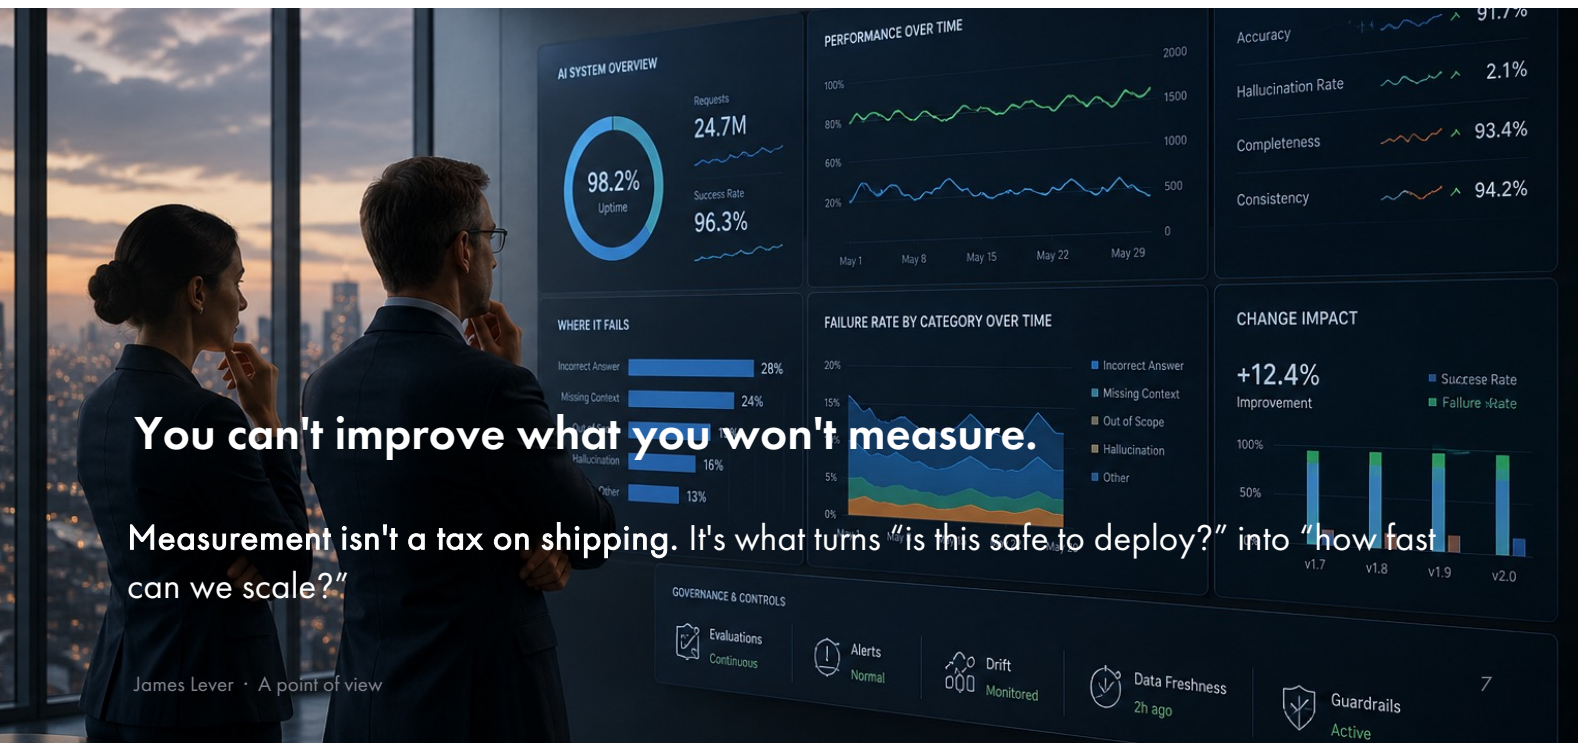 AI SYSTEM OVERVIEW
98.2%
Uptime
Requests
24.7M
Success Rate
96.3%
PERFORMANCE OVER TIME
100%
80%
60%
20%
2000
1500
1000
500
0
May 1 May 8 May 15 May 22 May 29
Accuracy 91.7%
Hallucination Rate 2.1%
Completeness 93.4%
Consistency 94.2%
WHERE IT FAILS
Incorrect Answer 28%
Missing Context 24%
Hallucination 16%
Other 13%
FAILURE RATE BY CATEGORY OVER TIME
20%
15%
5%
0%
Incorrect Answer
Missing Context
Out of Scope
Hallucination
Other
CHANGE IMPACT
+12.4%
Improvement
Succese Rate
100%
50%
v1.7 v1.8 v1.9 v2.0
You can't improve what you won't measure.
Measurement isn't a tax on shipping. It's what turns “is this safe to deploy?” into “how fast
can we scale?”
GOVERNANCE & CONTROLS
Evaluations
Continuous
Alerts
Normal
Drift
Monitored
Data Freshness
2h ago
Guardrails
Active
James Lever · A point of view
7